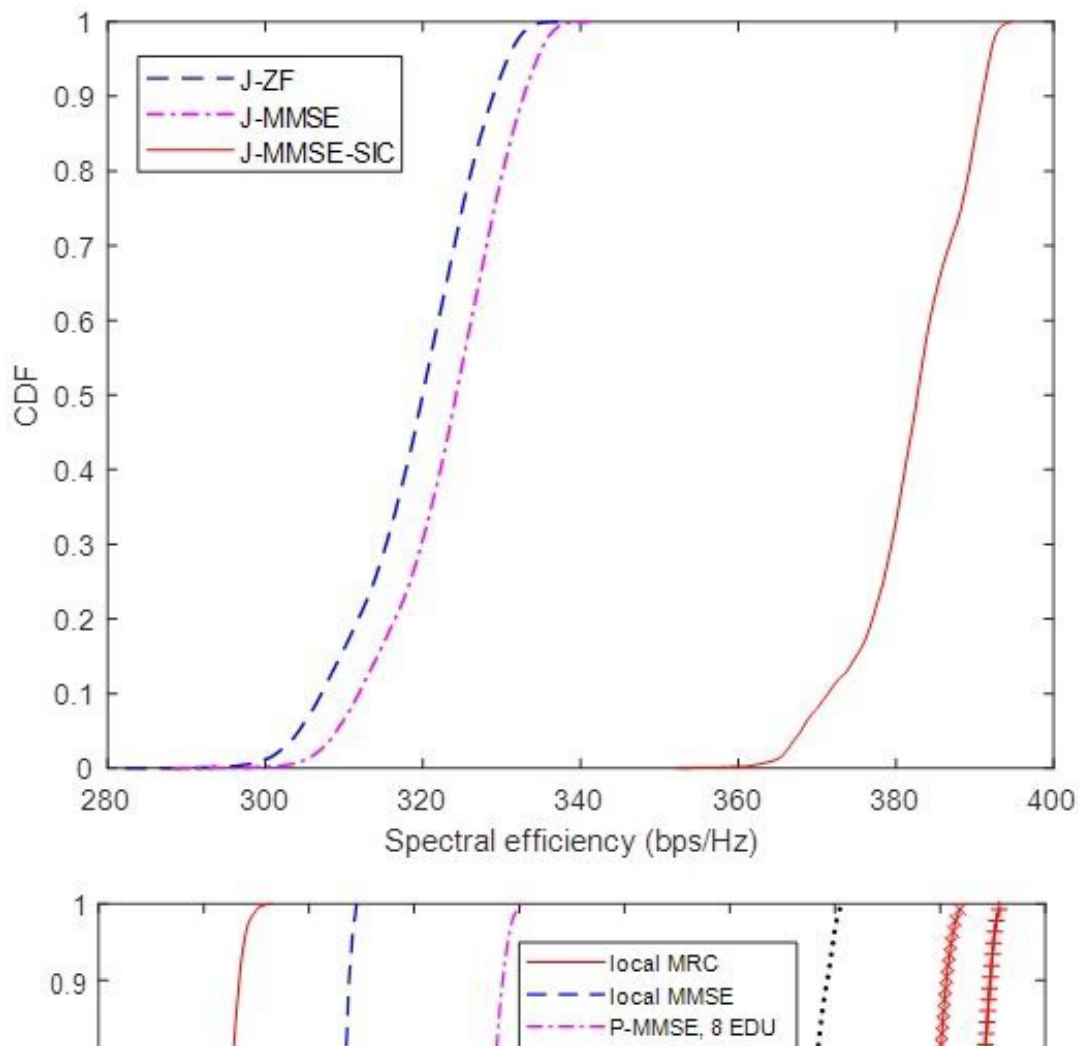 1
0.9
0.8
0.7
0.6
0.5
0.4
0.3
0.2
0.1
0
CDF
J-ZF
J-MMSE
J-MMSE-SIC
280 300 320 340 360 380 400
Spectral efficiency (bps/Hz)
1
0.9
local MRC
local MMSE
P-MMSE, 8 EDU